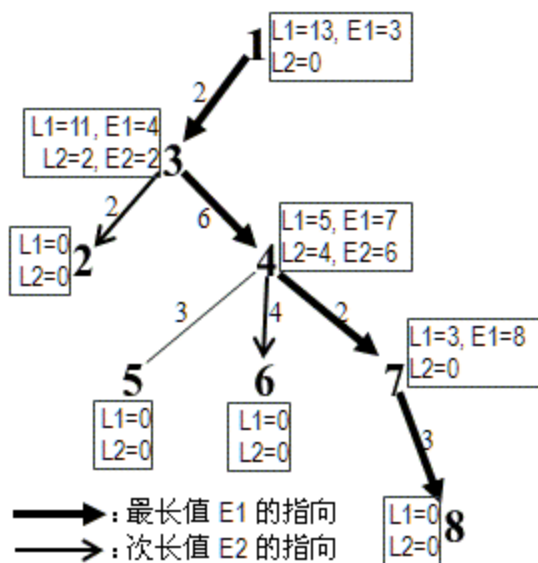 1
L1=13, E1=3
L2=0
2
L1=11, E1=4
L2=2, E2=2
3
2
6
L1=0
L2=0
2
L1=5, E1=7
L2=4, E2=6
4
3
4
2
L1=3, E1=8
L2=0
5
6
7
L1=0
L2=0
L1=0
L2=0
3
L1=0
L2=0
8
：最长值 E1 的指向
：次长值 E2 的指向